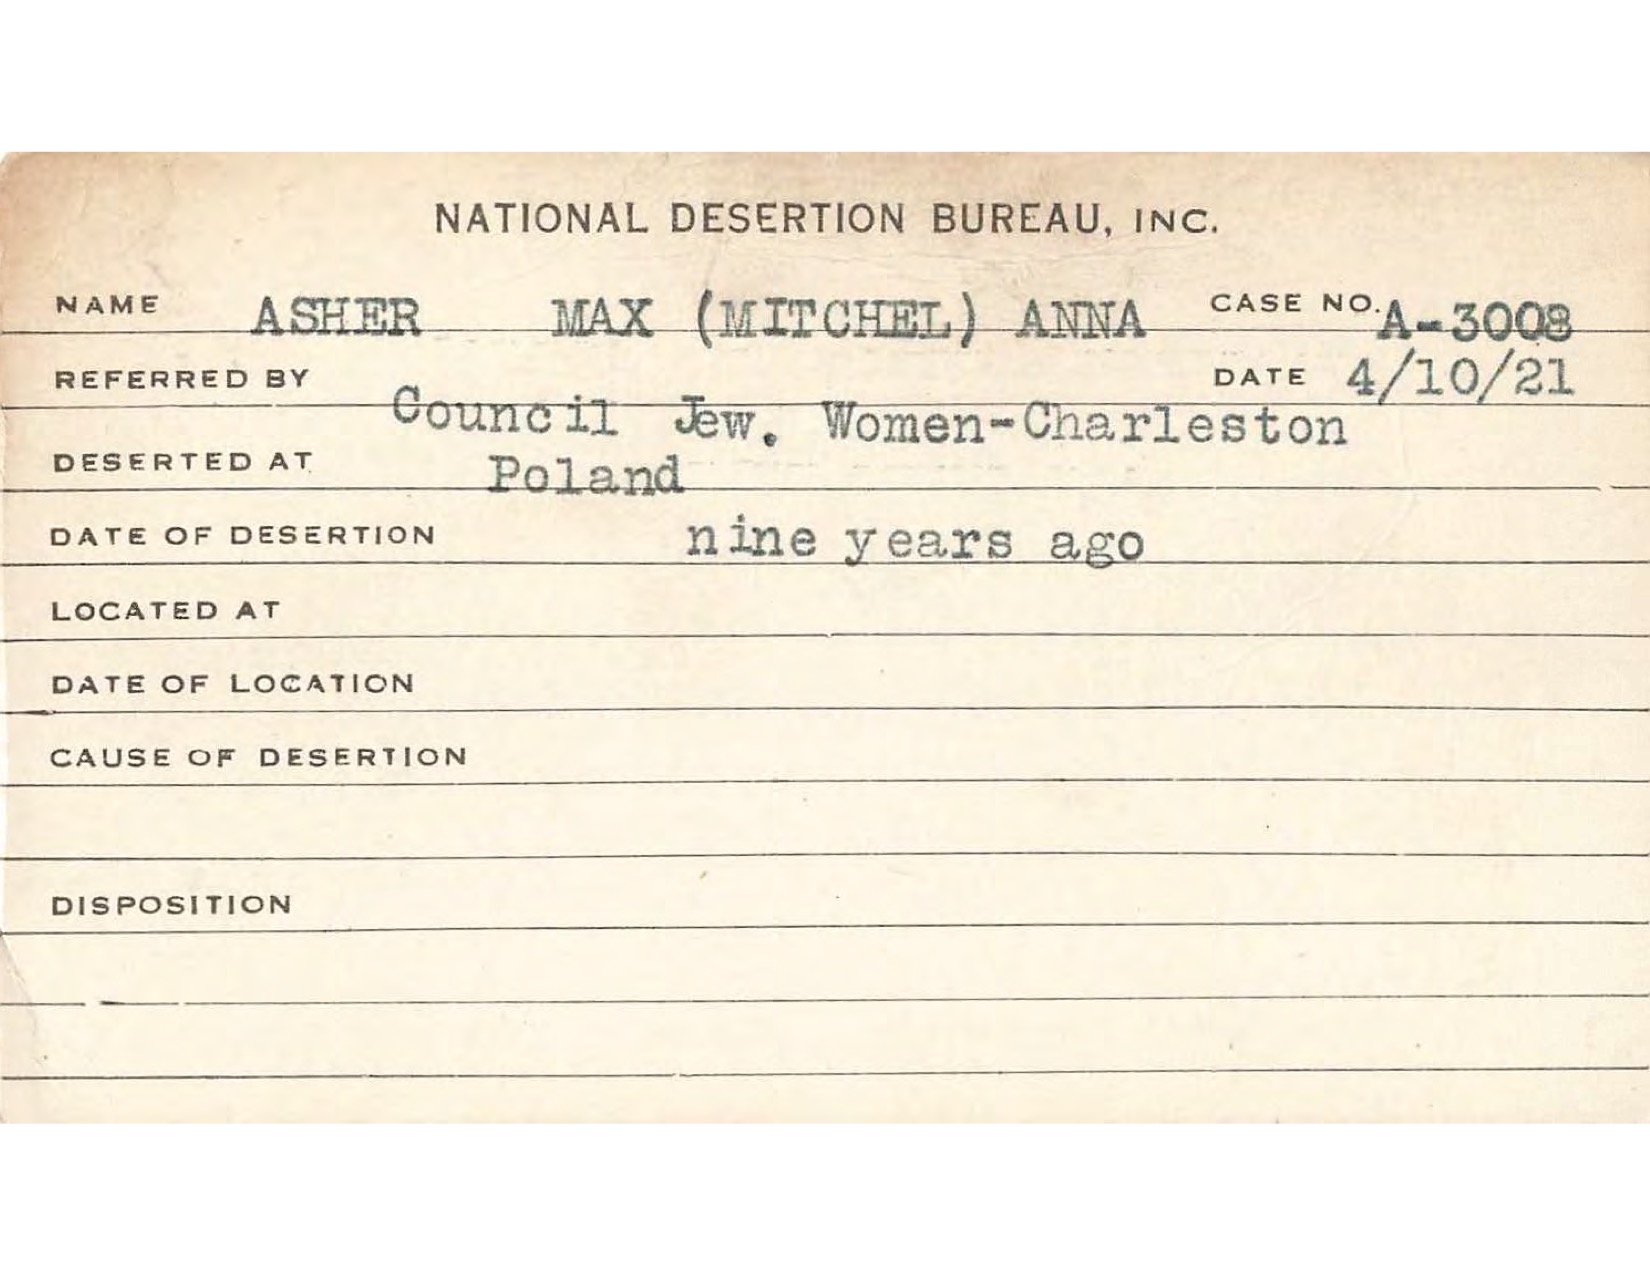 NATIONAL DESERTION BUREAU, INC.
NAME ASHER MAX (MITCHEL) ANNA CASE NO. A-3008
REFERRED BY DATE 4/10/21
Council Jew. Women-Charleston
DESERTED AT Poland
DATE OF DESERTION nine years ago
LOCATED AT
DATE OF LOCATION
CAUSE OF DESERTION
DISPOSITION